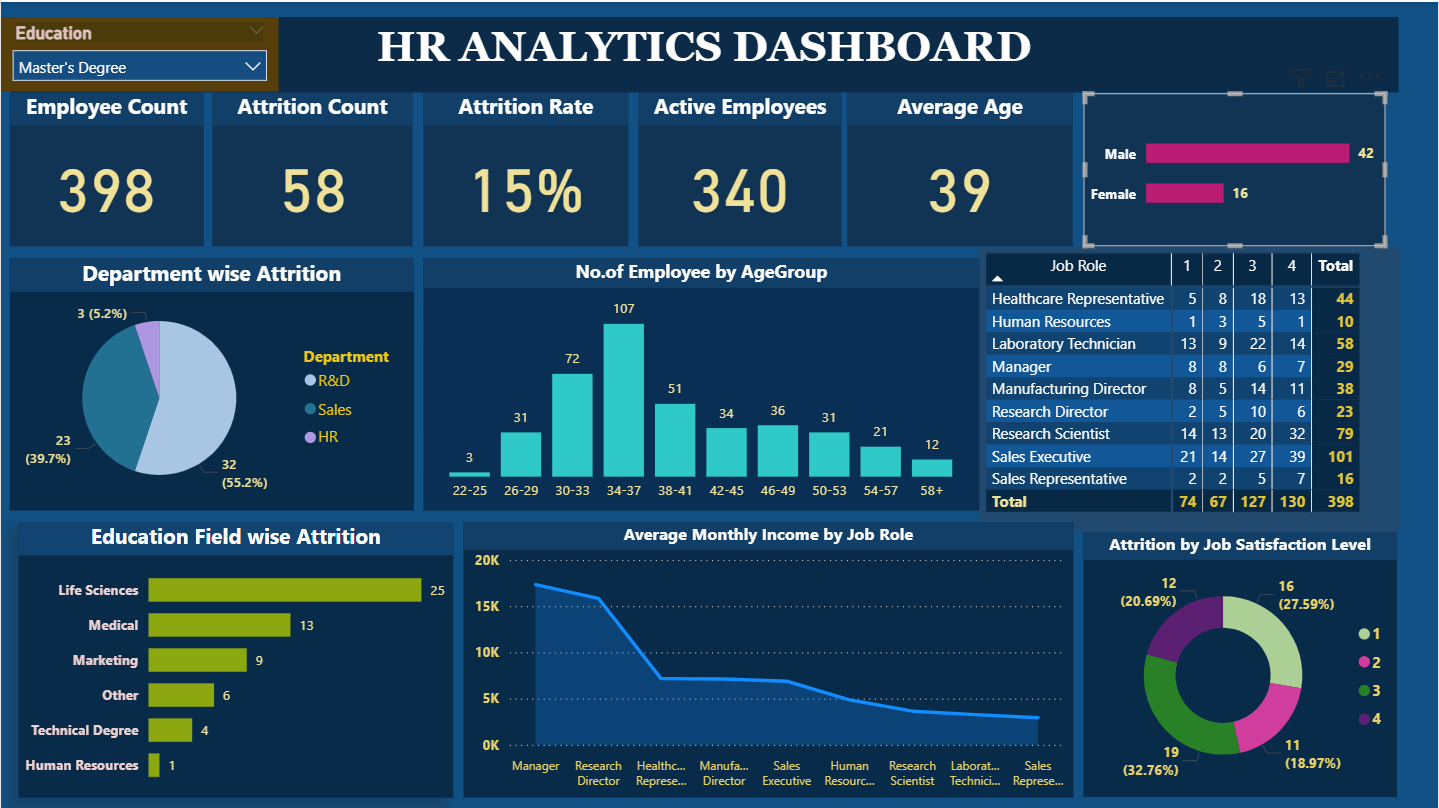 Education
Master's Degree
HR ANALYTICS DASHBOARD
Employee Count
398
Attrition Count
58
Attrition Rate
15%
Active Employees
340
Average Age
39
Male 42
Female 16
Department wise Attrition
3 (5.2%)
23
(39.7%)
32
(55.2%)
Department
R&D
Sales
HR
No.of Employee by AgeGroup
3 31 72 107 51 34 36 31 21 12
22-25 26-29 30-33 34-37 38-41 42-45 46-49 50-53 54-57 58+
Job Role 1 2 3 4 Total
Healthcare Representative 5 8 18 13 44
Human Resources 1 3 5 1 10
Laboratory Technician 13 9 22 14 58
Manager 8 8 6 7 29
Manufacturing Director 8 5 14 11 38
Research Director 2 5 10 6 23
Research Scientist 14 13 20 32 79
Sales Executive 21 14 27 39 101
Sales Representative 2 2 5 7 16
Total 74 67 127 130 398
Education Field wise Attrition
Life Sciences 25
Medical 13
Marketing 9
Other 6
Technical Degree 4
Human Resources 1
Average Monthly Income by Job Role
20K
15K
10K
5K
0K
Manager Research Healthc... Manufa... Sales Human Research Laborat... Sales
Director Represe... Director Executive Resourc... Scientist Technici... Represe...
Attrition by Job Satisfaction Level
12
(20.69%)
16
(27.59%)
19
(32.76%)
11
(18.97%)
1
2
3
4